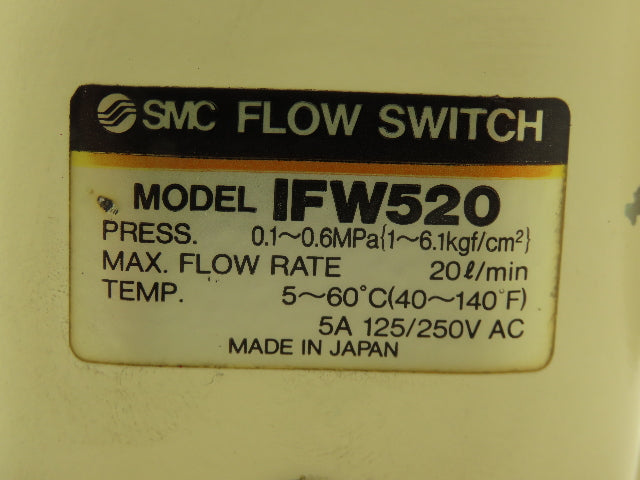 SMC FLOW SWITCH
MODEL IFW520
PRESS. 0.1~0.6MPa{1~6.1kgf/cm²}
MAX. FLOW RATE 20ℓ/min
TEMP. 5~60°C(40~140°F)
5A 125/250V AC
MADE IN JAPAN